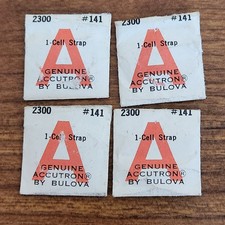 2300 #141
1-Cell Strap
GENUINE
ACCUTRON®
BY BULOVA
2300 #141
1-Cell Strap
GENUINE
ACCUTRON®
BY BULOVA
2300 #141
1-Cell Strap
GENUINE
ACCUTRON®
BY BULOVA
2300 #141
1-Cell Strap
GENUINE
ACCUTRON®
BY BULOVA